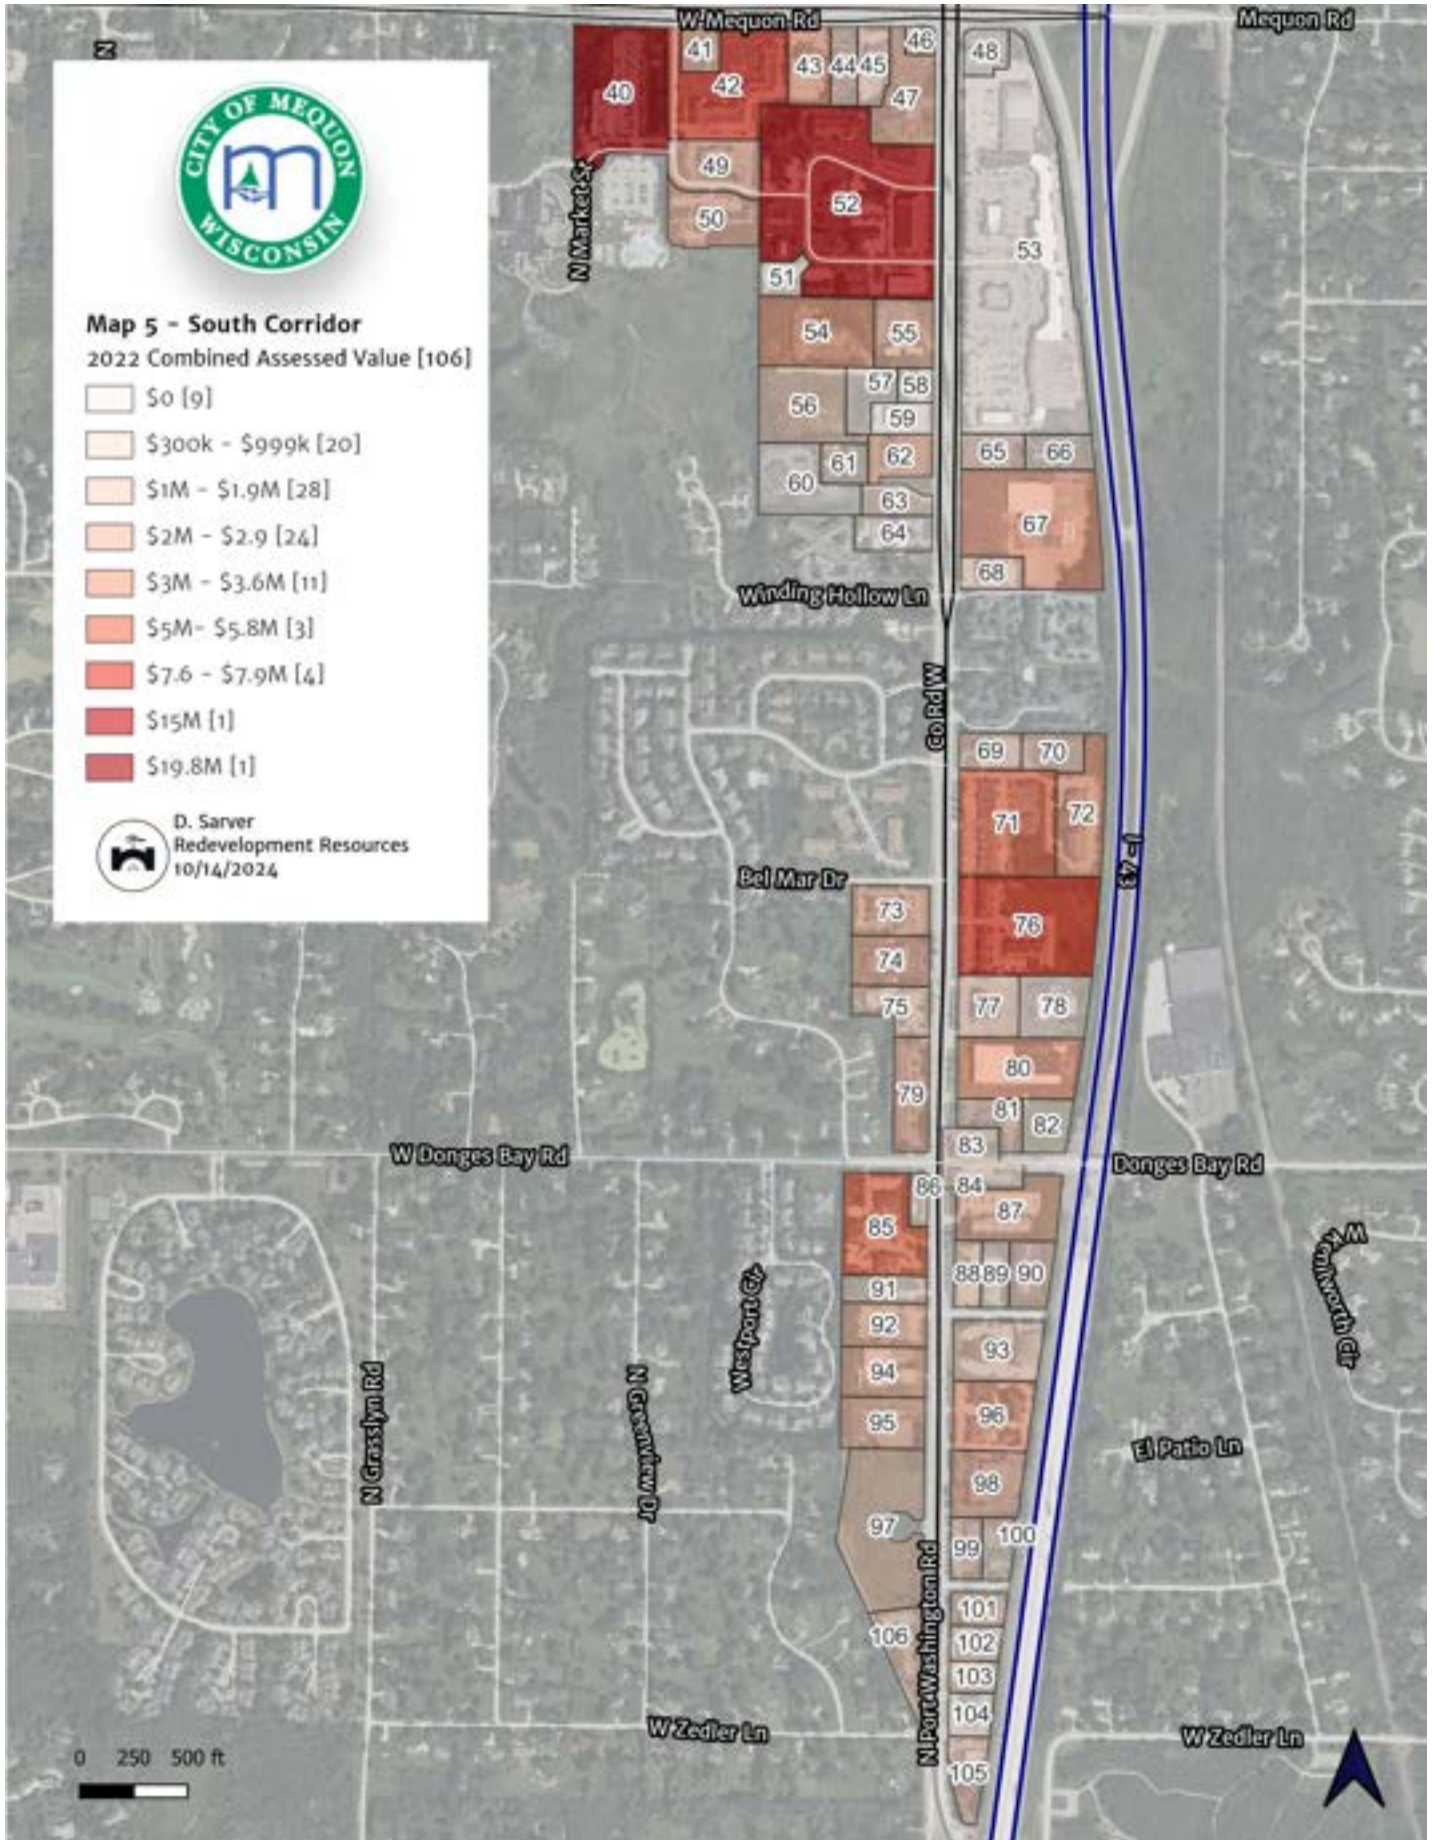 W Mequon Rd
Mequon Rd
N
CITY OF MEQUON
WISCONSIN
Map 5 - South Corridor
2022 Combined Assessed Value [106]
$0 [9]
$300k - $999k [20]
$1M - $1.9M [28]
$2M - $2.9 [24]
$3M - $3.6M [11]
$5M- $5.8M [3]
$7.6 - $7.9M [4]
$15M [1]
$19.8M [1]
D. Sarver
Redevelopment Resources
10/14/2024
40
41
42
43
44
45
46
47
48
49
50
N Market St
51
52
53
54
55
56
57
58
59
60
61
62
63
64
65
66
67
68
Winding Hollow Ln
Co Rd W
69
70
71
72
I-43
Bel Mar Dr
73
74
75
76
77
78
79
80
81
82
83
W Donges Bay Rd
Donges Bay Rd
84
85
86
87
88
89
90
91
92
93
94
95
96
97
98
99
100
101
102
103
104
105
106
Westport Cir
W Kenilworth Cir
N Grasslyn Rd
N Greenview Dr
El Patio Ln
N Port Washington Rd
W Zedler Ln
W Zedler Ln
0 250 500 ft